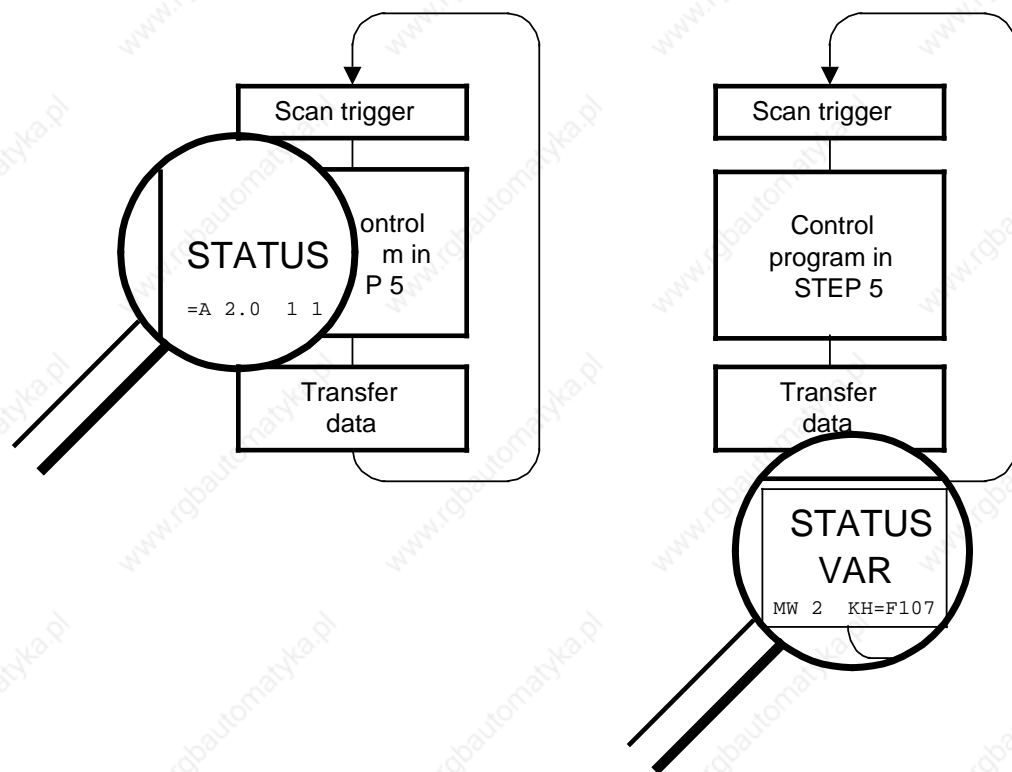 Scan trigger
STATUS
=A 2.0 1 1
ontrol
m in
P 5
Transfer
data
Scan trigger
Control
program in
STEP 5
Transfer
data
STATUS
VAR
MW 2 KH=F107
www.rgbautomatyka.pl